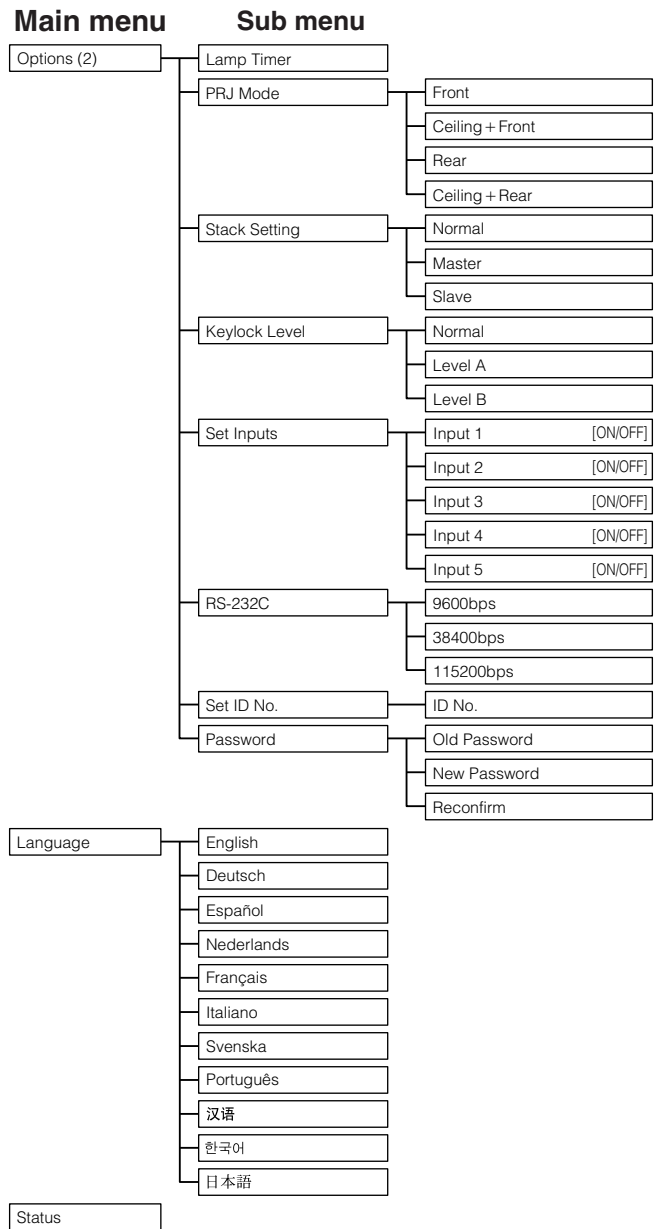 Main menu Sub menu
Options (2) Lamp Timer
PRJ Mode Front
Ceiling+Front
Rear
Ceiling+Rear
Stack Setting Normal
Master
Slave
Keylock Level Normal
Level A
Level B
Set Inputs Input 1 [ON/OFF]
Input 2 [ON/OFF]
Input 3 [ON/OFF]
Input 4 [ON/OFF]
Input 5 [ON/OFF]
RS-232C 9600bps
38400bps
115200bps
Set ID No. ID No.
Password Old Password
New Password
Reconfirm
Language English
Deutsch
Español
Nederlands
Français
Italiano
Svenska
Português
汉语
한국어
日本語
Status